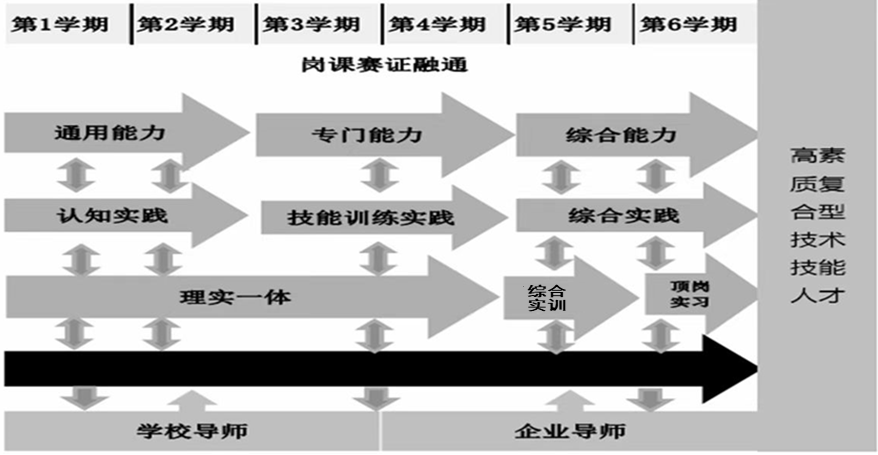 第1学期 第2学期 第3学期 第4学期 第5学期 第6学期
岗课赛证融通
通用能力 专门能力 综合能力
认知实践 技能训练实践 综合实践
理实一体
综合
实训
顶岗
实习
学校导师 企业导师
高素
质复
合型
技术
技能
人才